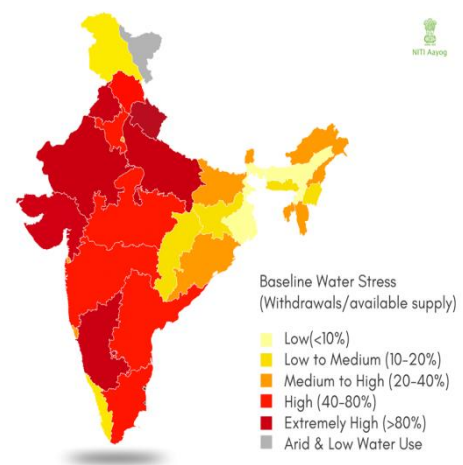 NITI Aayog
Baseline Water Stress
(Withdrawals/available supply)
Low(<10%)
Low to Medium (10-20%)
Medium to High (20-40%)
High (40-80%)
Extremely High (>80%)
Arid & Low Water Use